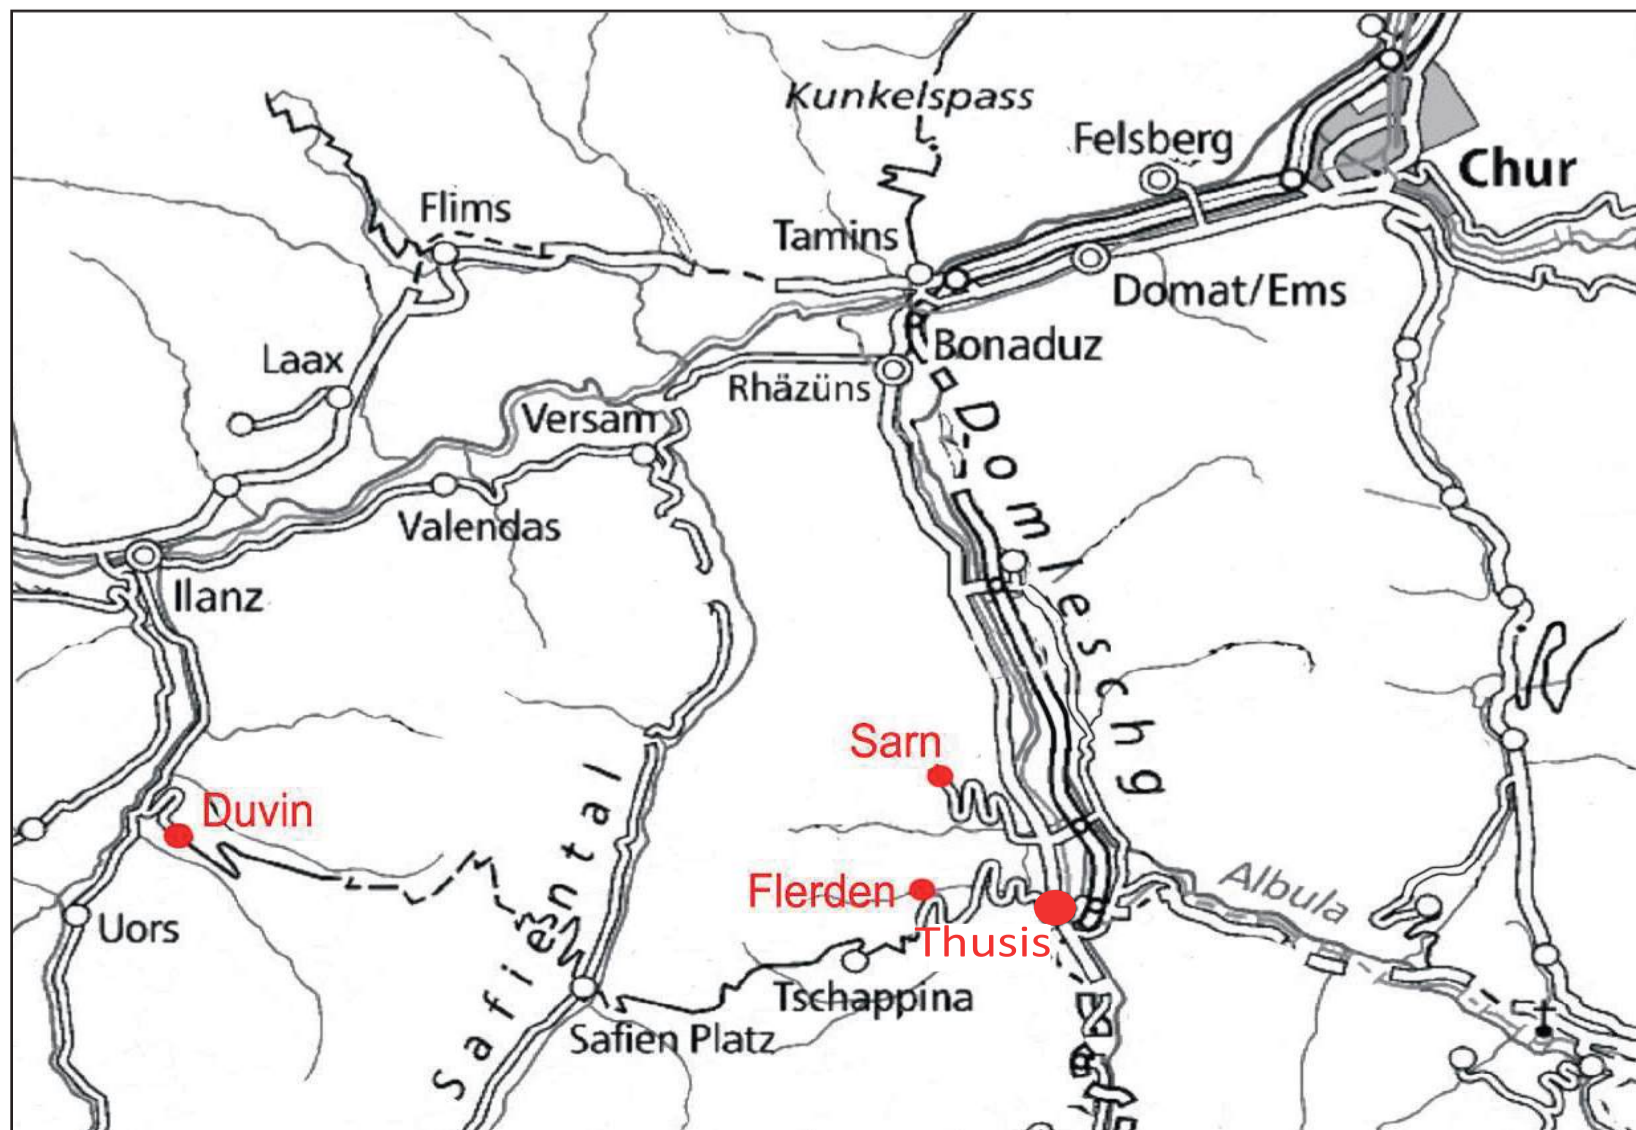 Kunkelspass
Felsberg
Chur
Flims
Tamins
Domat/Ems
Laax
Bonaduz
Rhäzüns
Versam
Domleschg
Valendas
Ilanz
Sarn
Safiental
Duvin
Flerden
Albula
Uors
Thusis
Tschappina
Safien Platz